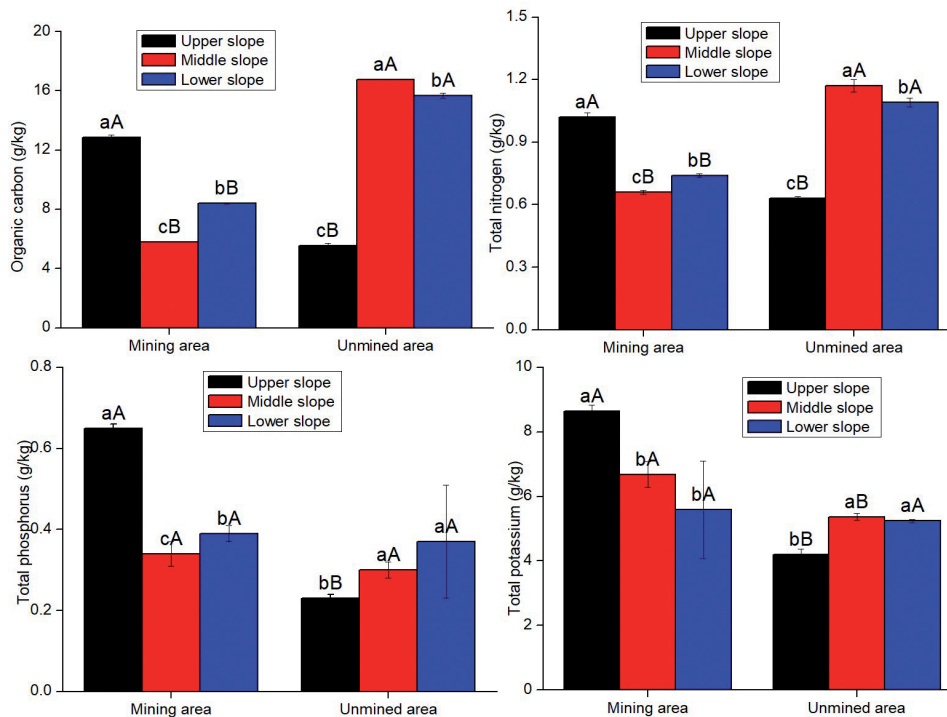 Organic carbon (g/kg)
20
16
12
8
4
0
Upper slope
Middle slope
Lower slope
aA
cB
bB
cB
aA
bA
Mining area
Unmined area
Total nitrogen (g/kg)
1.5
1.2
0.9
0.6
0.3
0.0
Upper slope
Middle slope
Lower slope
aA
cB
bB
cB
aA
bA
Mining area
Unmined area
Total phosphorus (g/kg)
0.8
0.6
0.4
0.2
0.0
Upper slope
Middle slope
Lower slope
aA
cA
bA
bB
aA
aA
Mining area
Unmined area
Total potassium (g/kg)
10
8
6
4
2
0
Upper slope
Middle slope
Lower slope
aA
bA
bA
bB
aB
aA
Mining area
Unmined area